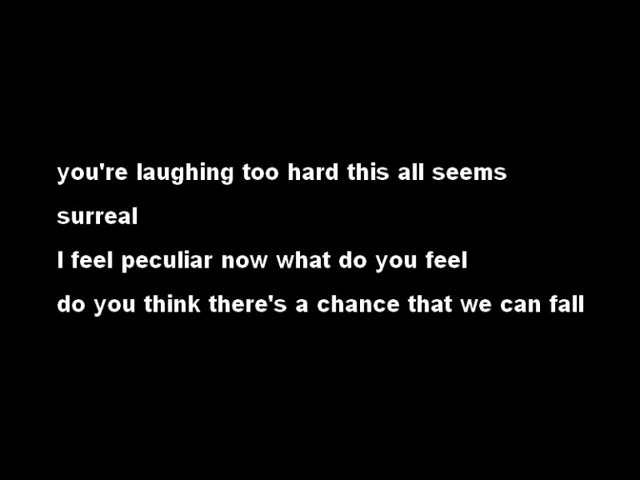 you're laughing too hard this all seems
surreal
I feel peculiar now what do you feel
do you think there's a chance that we can fall